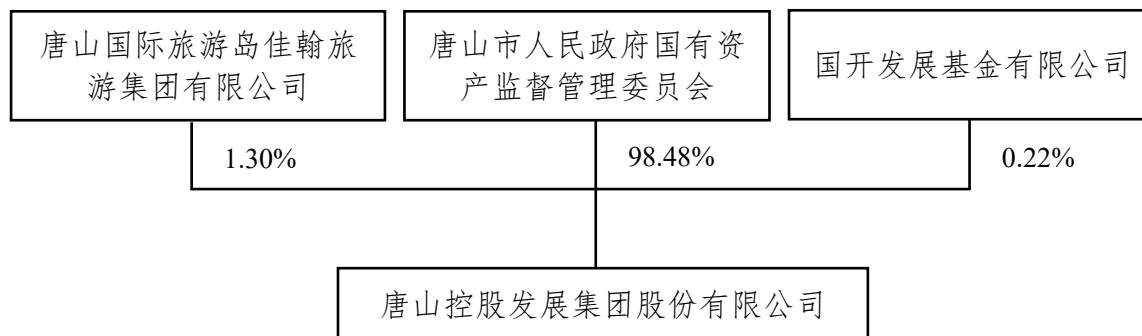 唐山国际旅游岛佳翰旅
游集团有限公司
唐山市人民政府国有资
产监督管理委员会
国开发展基金有限公司
1.30%
98.48%
0.22%
唐山控股发展集团股份有限公司